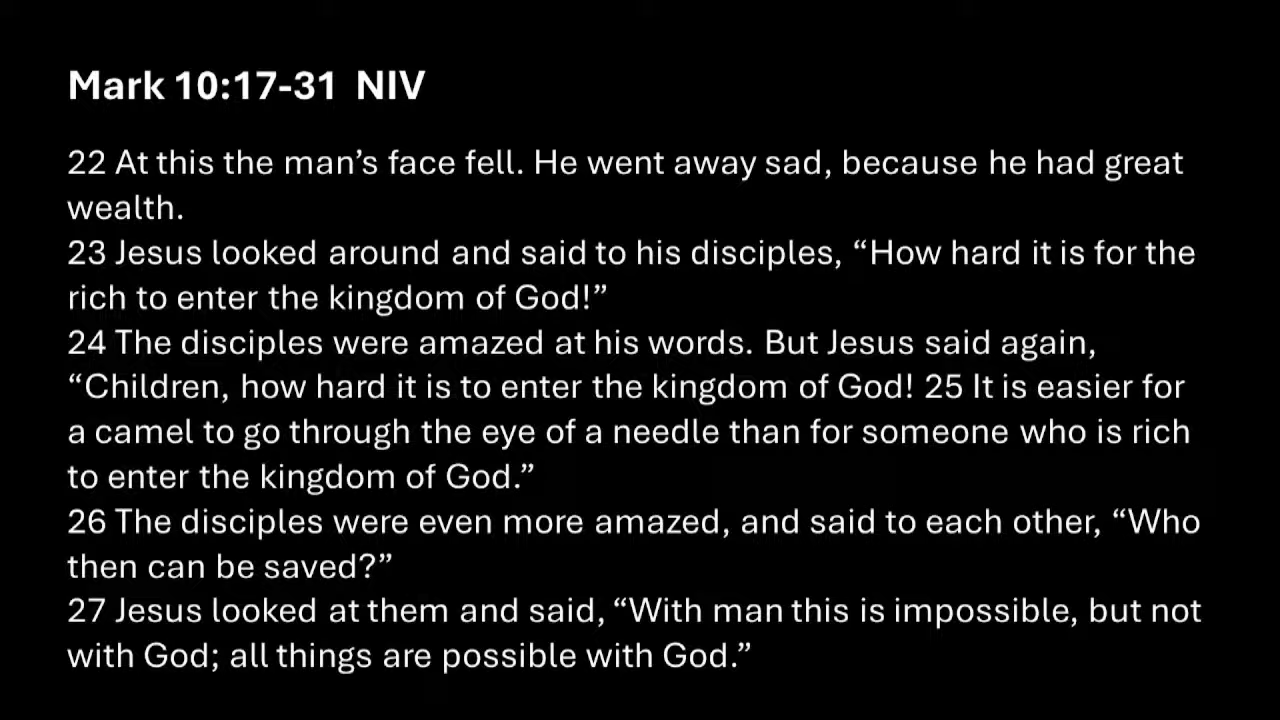 Mark 10:17-31  NIV
22 At this the man’s face fell. He went away sad, because he had great
wealth.
23 Jesus looked around and said to his disciples, “How hard it is for the
rich to enter the kingdom of God!”
24 The disciples were amazed at his words. But Jesus said again,
“Children, how hard it is to enter the kingdom of God! 25 It is easier for
a camel to go through the eye of a needle than for someone who is rich
to enter the kingdom of God.”
26 The disciples were even more amazed, and said to each other, “Who
then can be saved?”
27 Jesus looked at them and said, “With man this is impossible, but not
with God; all things are possible with God.”